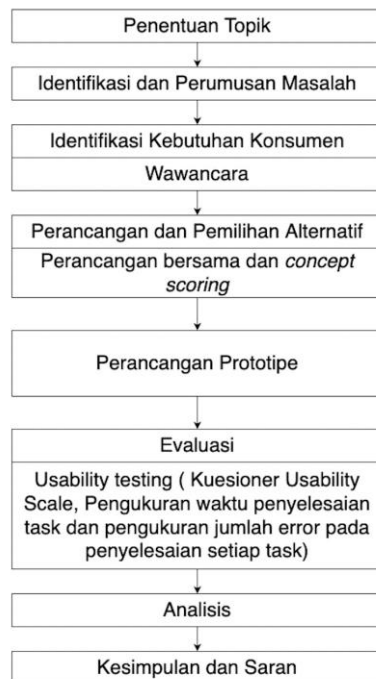 Penentuan Topik
Identifikasi dan Perumusan Masalah
Identifikasi Kebutuhan Konsumen
Wawancara
Perancangan dan Pemilihan Alternatif
Perancangan bersama dan concept
scoring
Perancangan Prototipe
Evaluasi
Usability testing ( Kuesioner Usability
Scale, Pengukuran waktu penyelesaian
task dan pengukuran jumlah error pada
penyelesaian setiap task)
Analisis
Kesimpulan dan Saran